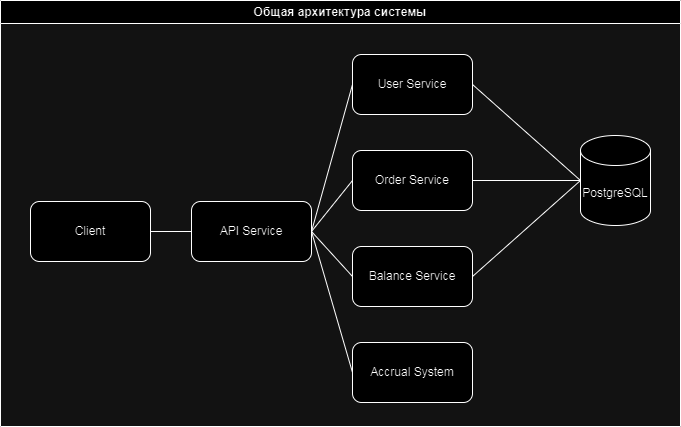 Общая архитектура системы
User Service
Order Service
PostgreSQL
Client
API Service
Balance Service
Accrual System